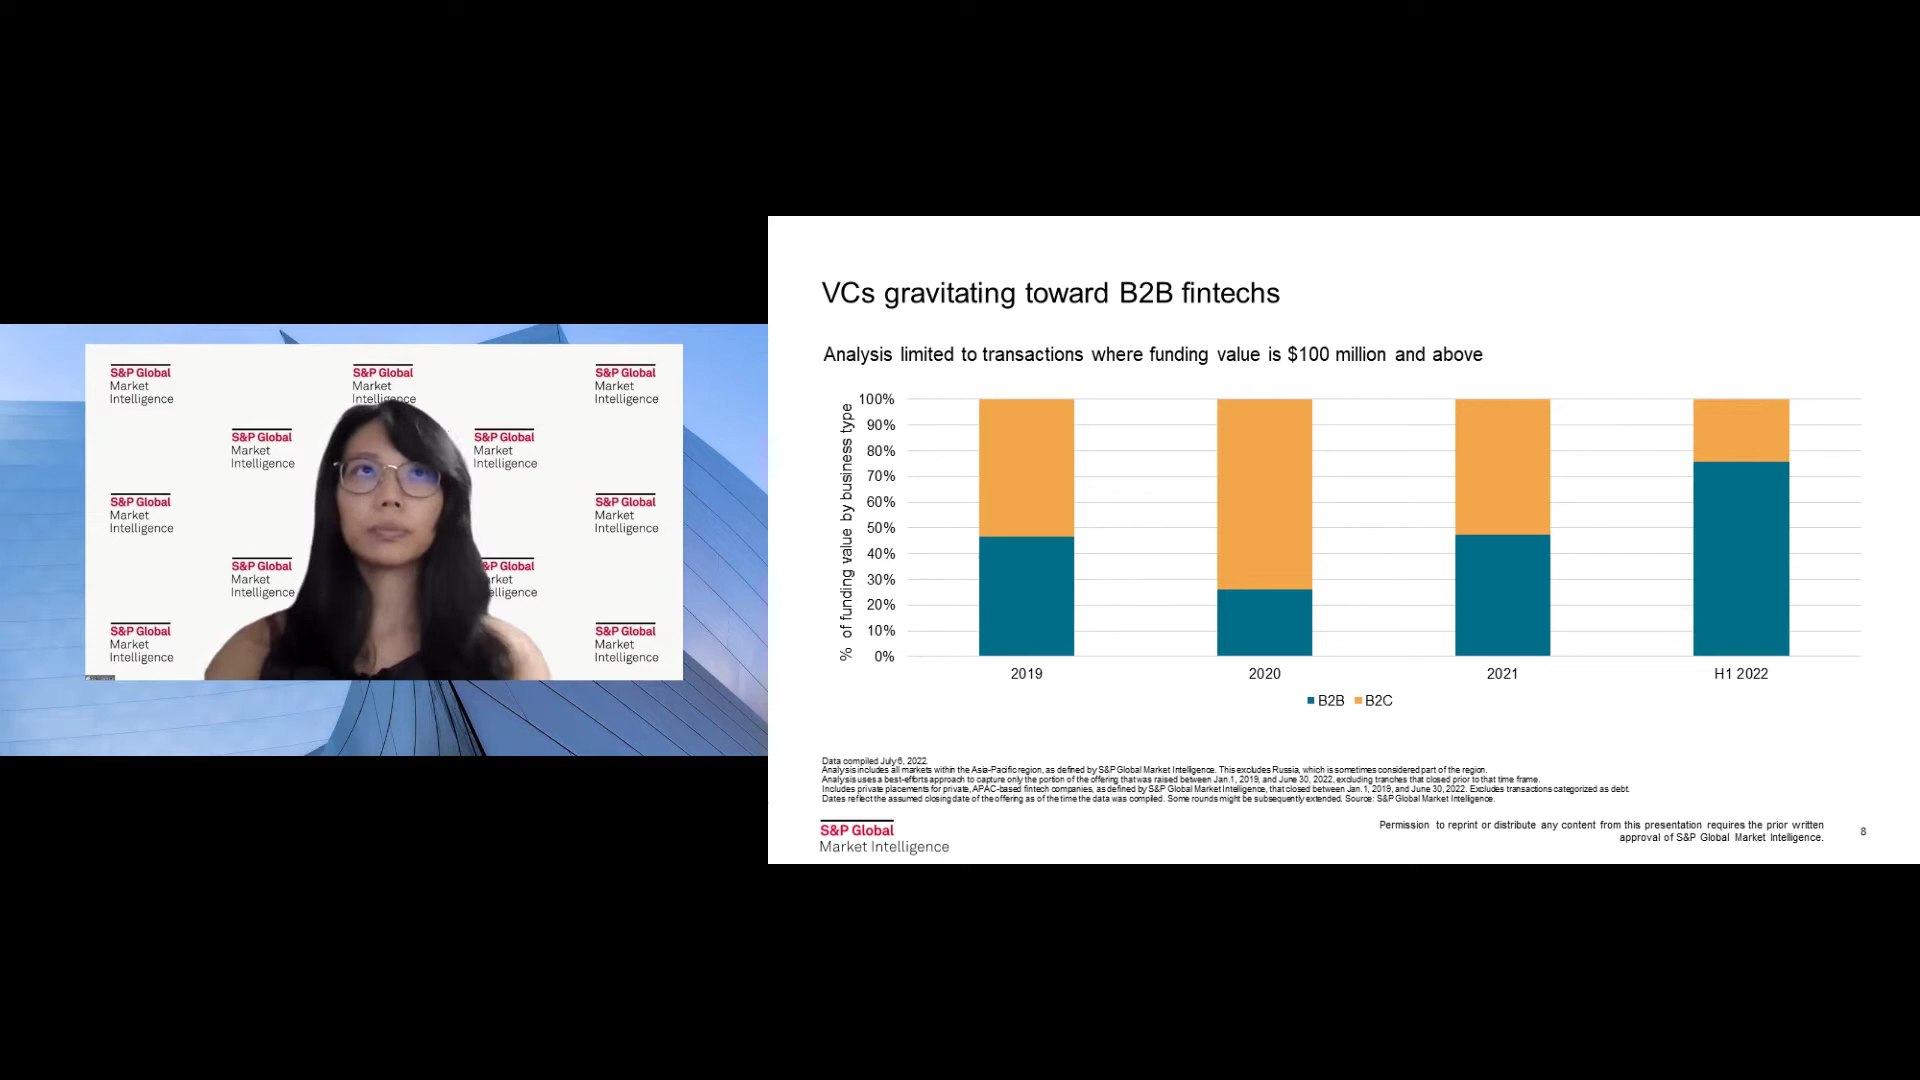 S&P Global
Market
Intelligence
S&P Global
Market
Intelligence
S&P Global
Market
Intelligence
S&P Global
Market
Intelligence
S&P Global
Market
Intelligence
S&P Global
Market
Intelligence
S&P Global
Market
Intelligence
S&P Global
Market
Intelligence
&P Global
rket
elligence
S&P Global
Market
Intelligence
S&P Global
Market
Intelligence
VCs gravitating toward B2B fintechs
Analysis limited to transactions where funding value is $100 million and above
% of funding value by business type
100%
90%
80%
70%
60%
50%
40%
30%
20%
10%
0%
2019 2020 2021 H1 2022
B2B B2C
Data compiled July 6, 2022.
Analysis includes all markets within the Asia-Pacific region, as defined by S&P Global Market Intelligence. This excludes Russia, which is sometimes considered part of the region.
Analysis uses a best-efforts approach to capture only the portion of the offering that was raised between Jan.1, 2019, and June 30, 2022, excluding tranches that closed prior to that time frame.
Includes private placements for private, APAC-based fintech companies, as defined by S&P Global Market Intelligence, that closed between Jan. 1, 2019, and June 30, 2022. Excludes transactions categorized as debt.
Dates reflect the assumed closing date of the offering as of the time the data was compiled. Some rounds might be subsequently extended. Source: S&P Global Market Intelligence.
S&P Global
Market Intelligence
Permission to reprint or distribute any content from this presentation requires the prior written
approval of S&P Global Market Intelligence.
8